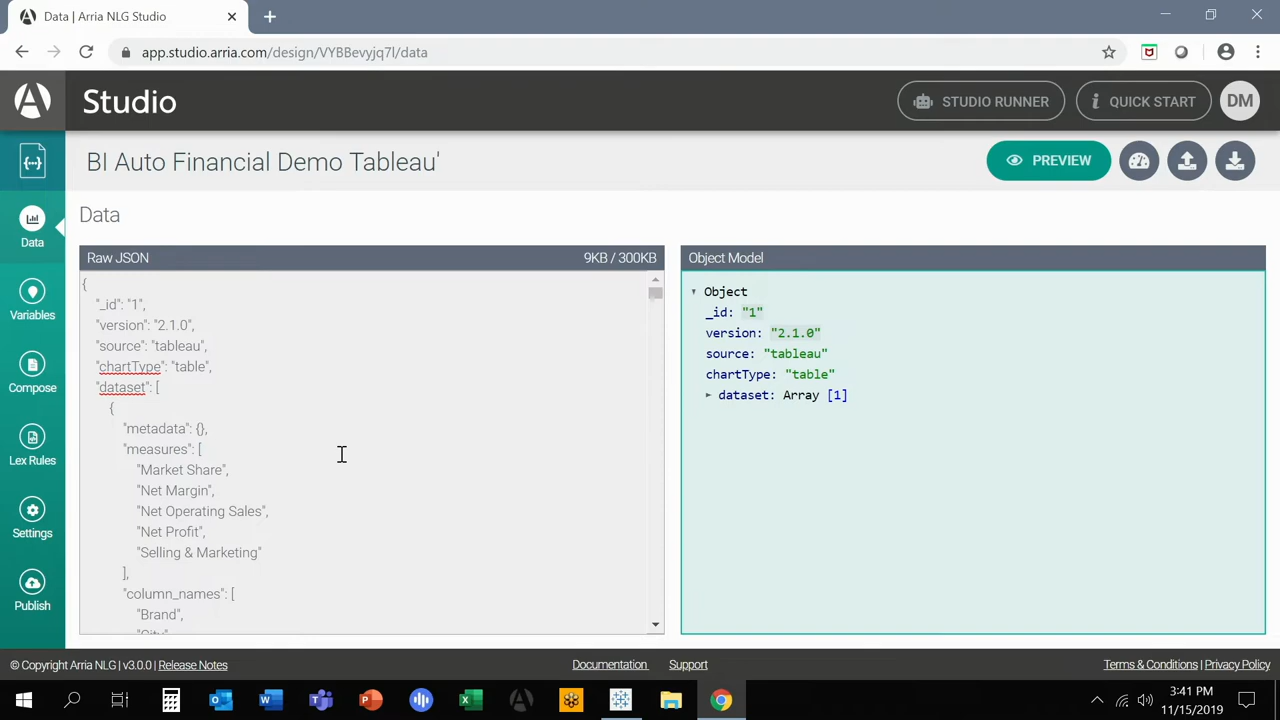 Data | Arria NLG Studio
app.studio.arria.com/design/VYBBevyjq7l/data
Studio
STUDIO RUNNER
QUICK START
DM
BI Auto Financial Demo Tableau'
PREVIEW
Data
Data
Variables
Compose
Lex Rules
Settings
Publish
Raw JSON
9KB / 300KB
{
"_id": "1",
"version": "2.1.0",
"source": "tableau",
"chartType": "table",
"dataset": [
{
"metadata": {},
"measures": [
"Market Share",
"Net Margin",
"Net Operating Sales",
"Net Profit",
"Selling & Marketing"
],
"column_names": [
"Brand",
"City"
Object Model
Object
_id: "1"
version: "2.1.0"
source: "tableau"
chartType: "table"
dataset: Array [1]
© Copyright Arria NLG | v3.0.0 | Release Notes
Documentation
Support
Terms & Conditions | Privacy Policy
3:41 PM
11/15/2019